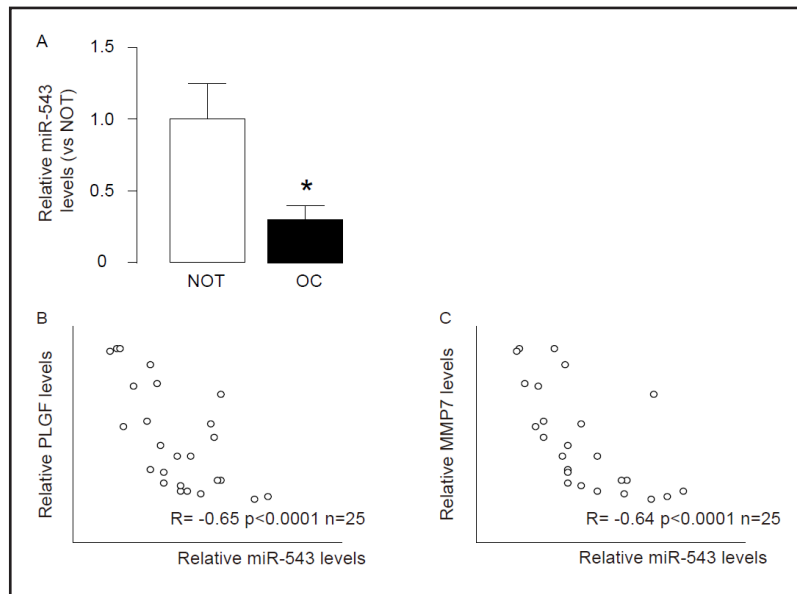 A
Relative miR-543
levels (vs NOT)
1.5
1.0
0.5
0
*
NOT
OC
B
Relative PLGF levels
R= -0.65 p<0.0001 n=25
Relative miR-543 levels
C
Relative MMP7 levels
R= -0.64 p<0.0001 n=25
Relative miR-543 levels